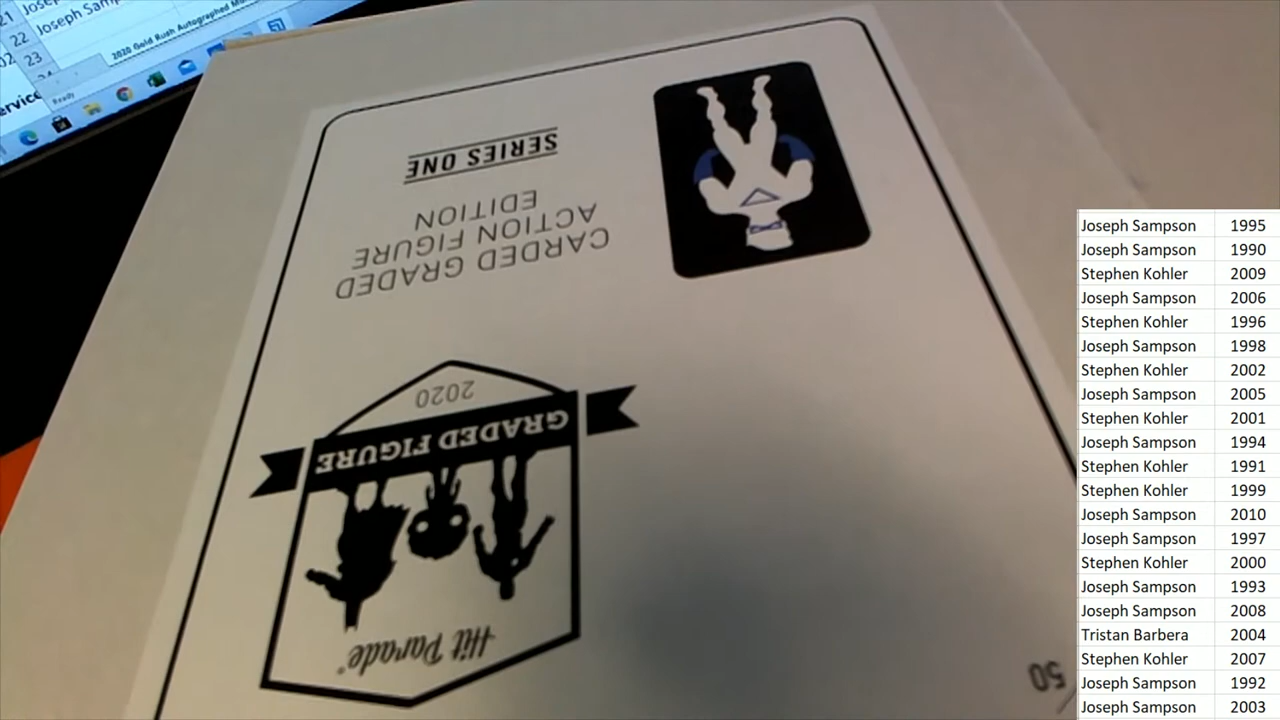 21
22
Joseph Samp
23
2020 Gold Rush Autographed
Ready
ervice
SERIES ONE
CARDED GRADED
ACTION FIGURE
EDITION
Hit Parade
GRADED FIGURE
2020
50
Joseph Sampson 1995
Joseph Sampson 1990
Stephen Kohler 2009
Joseph Sampson 2006
Stephen Kohler 1996
Joseph Sampson 1998
Stephen Kohler 2002
Joseph Sampson 2005
Stephen Kohler 2001
Joseph Sampson 1994
Stephen Kohler 1991
Stephen Kohler 1999
Joseph Sampson 2010
Joseph Sampson 1997
Stephen Kohler 2000
Joseph Sampson 1993
Joseph Sampson 2008
Tristan Barbera 2004
Stephen Kohler 2007
Joseph Sampson 1992
Joseph Sampson 2003